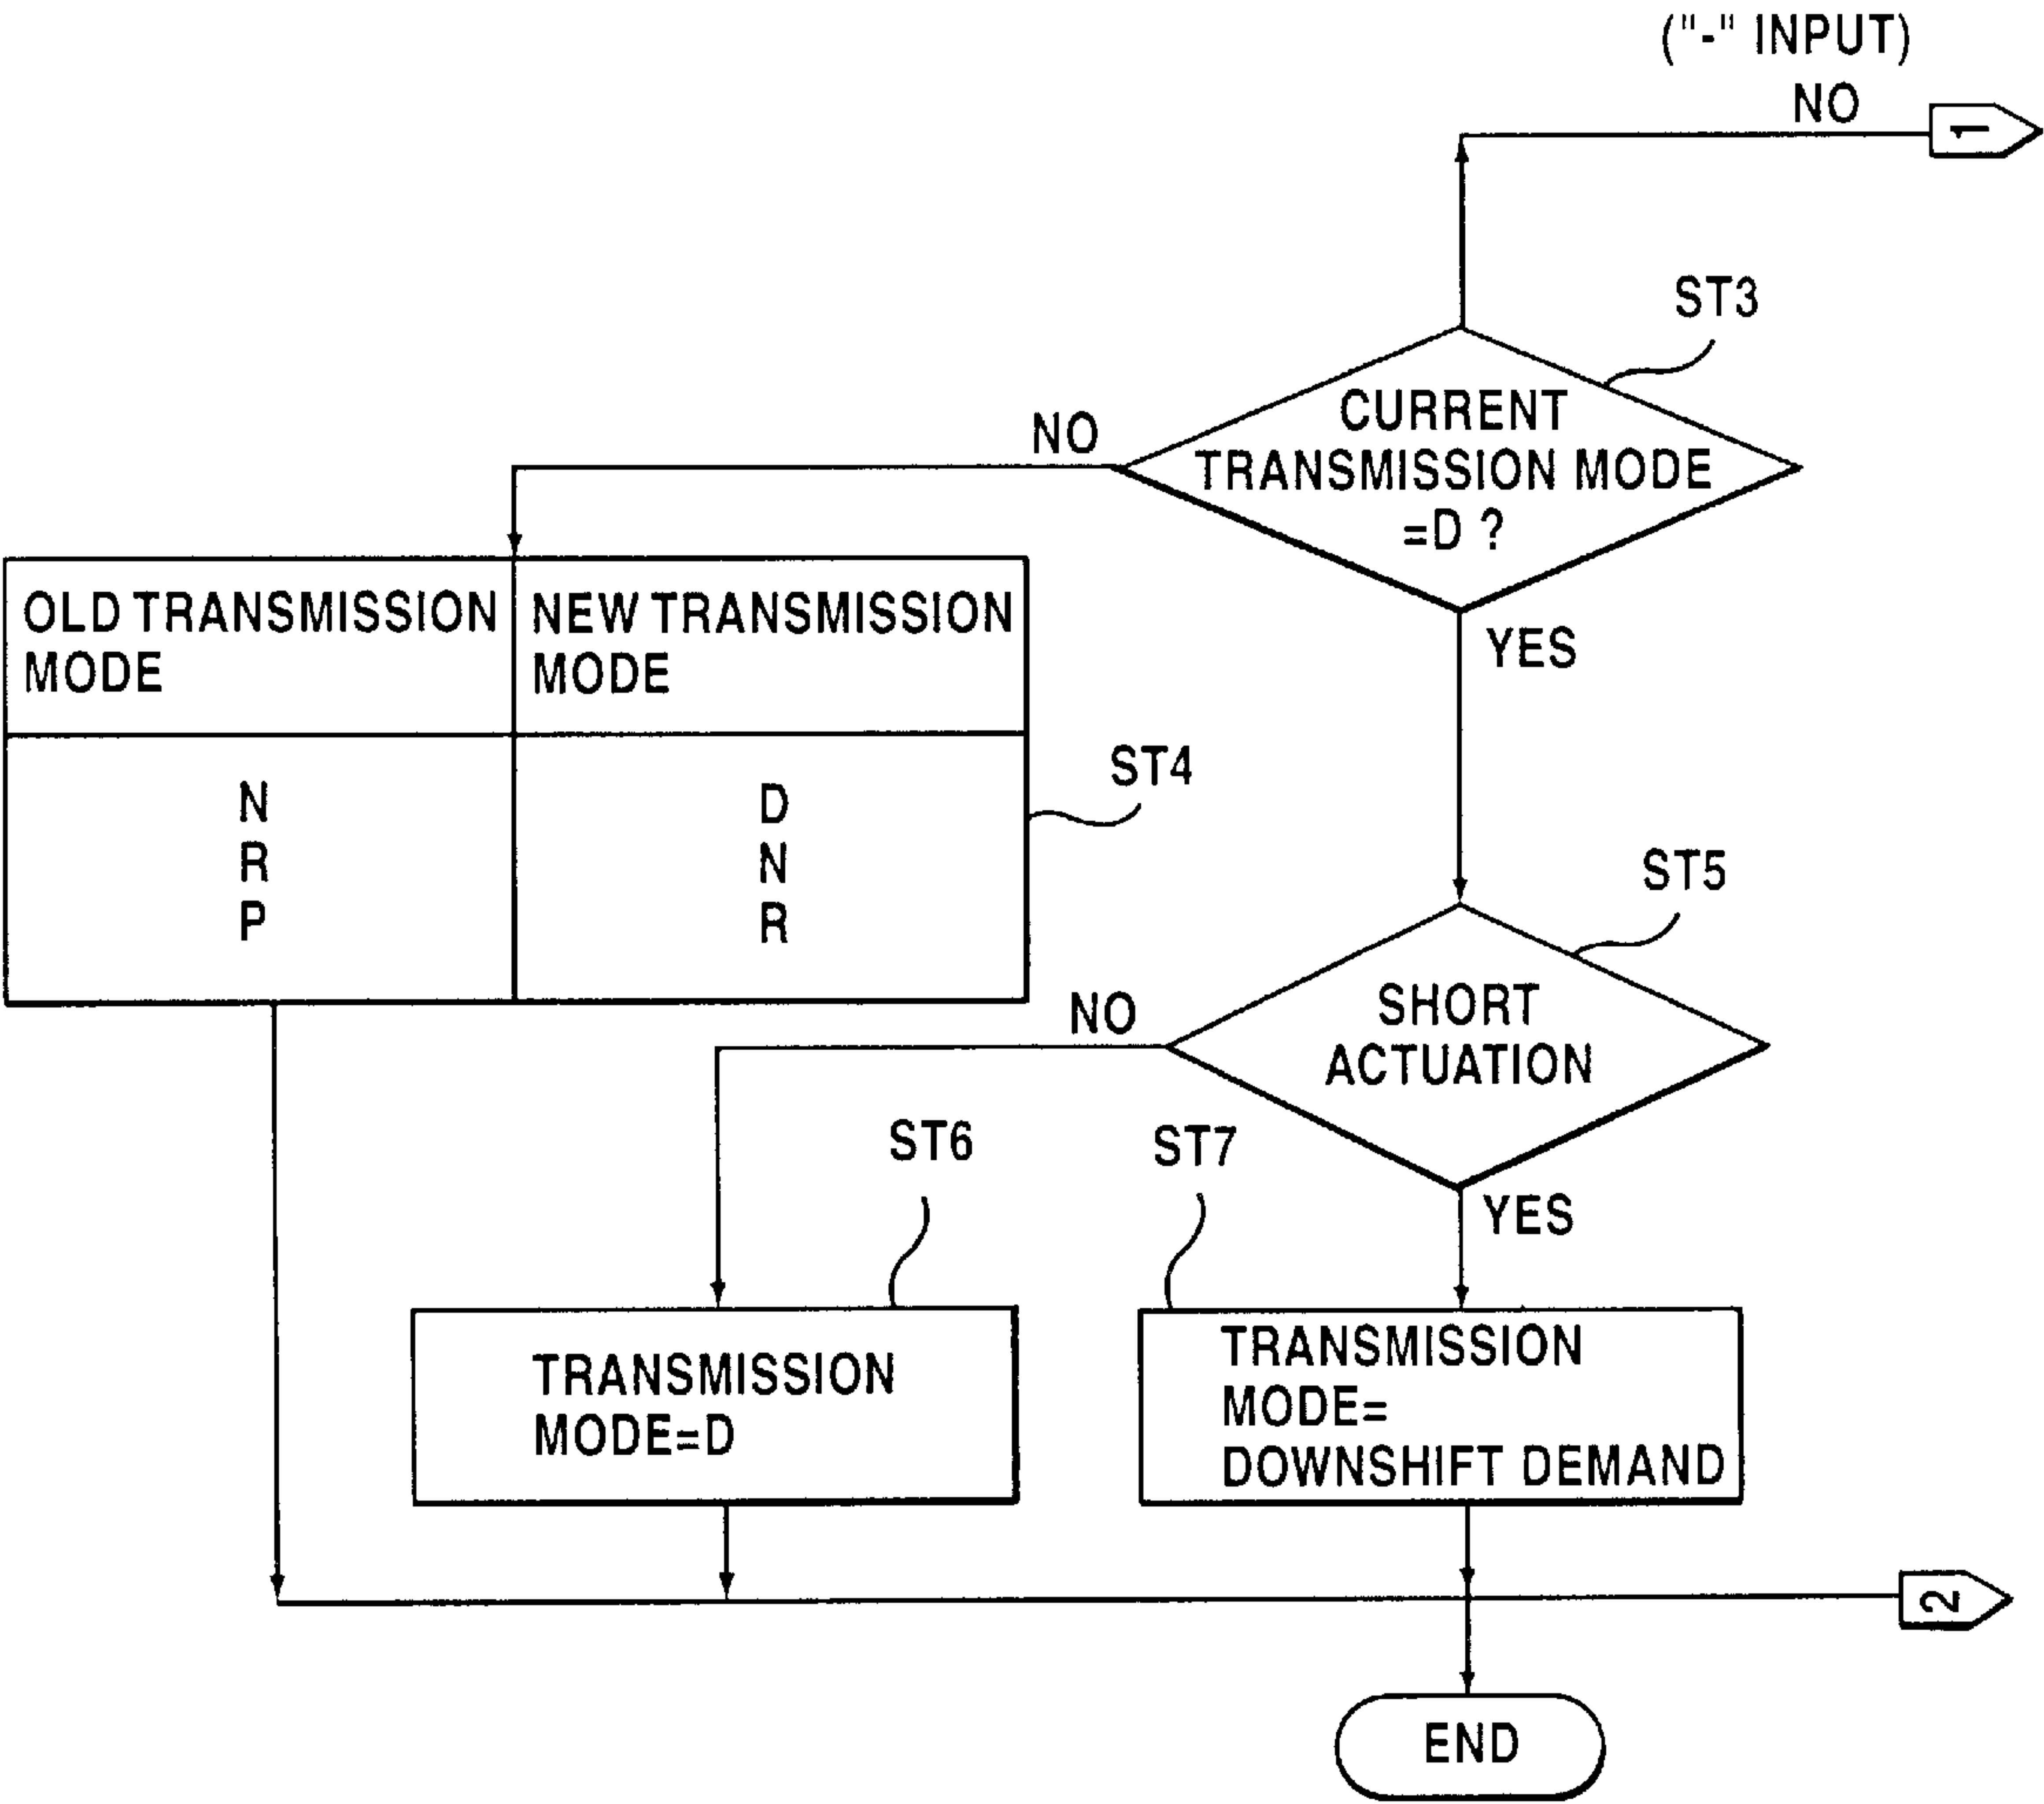 ("-" INPUT)
NO
1
ST3
CURRENT
TRANSMISSION MODE
=D ?
NO
YES
OLD TRANSMISSION
MODE
NEW TRANSMISSION
MODE
N
R
P
D
N
R
ST4
ST5
SHORT
ACTUATION
NO
YES
ST6
ST7
TRANSMISSION
MODE=D
TRANSMISSION
MODE=
DOWNSHIFT DEMAND
2
END